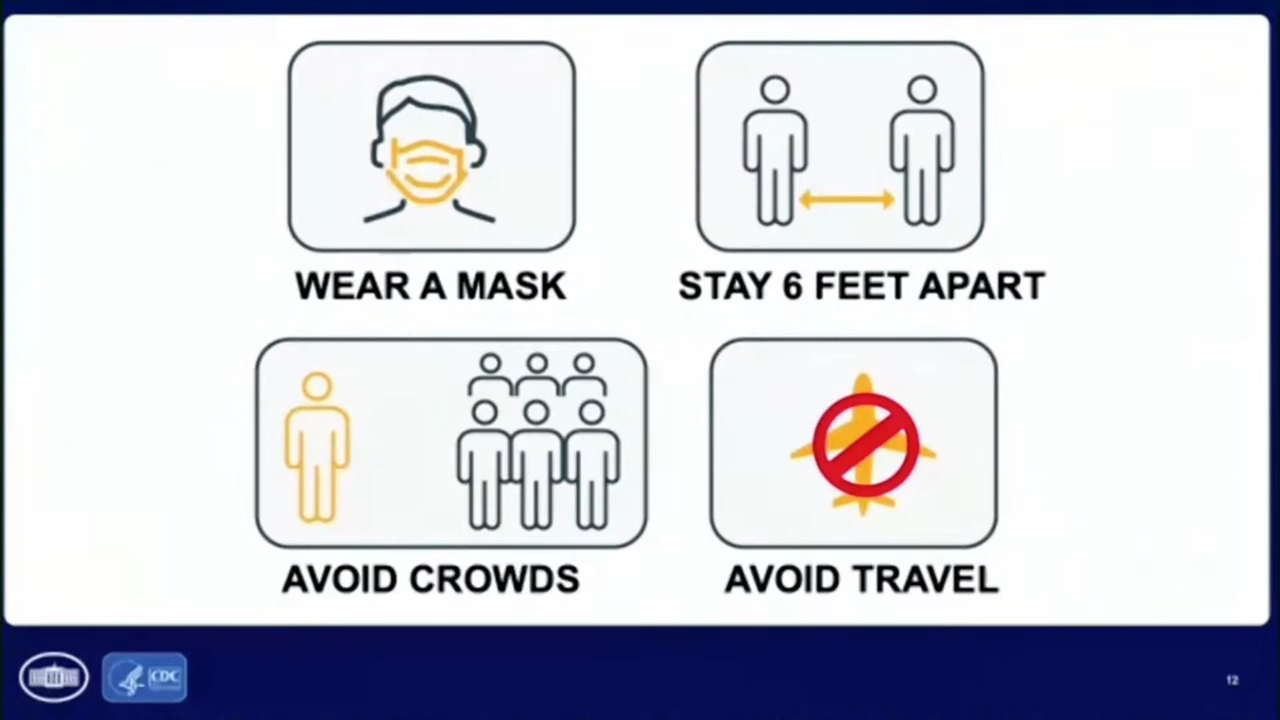 WEAR A MASK
STAY 6 FEET APART
AVOID CROWDS
AVOID TRAVEL
CDC
12